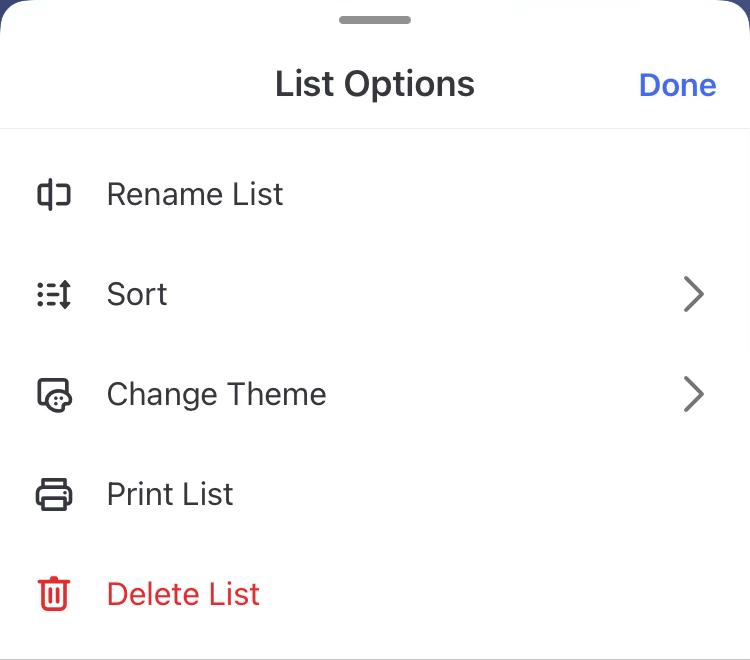 List Options
Done
Rename List
Sort
Change Theme
Print List
Delete List